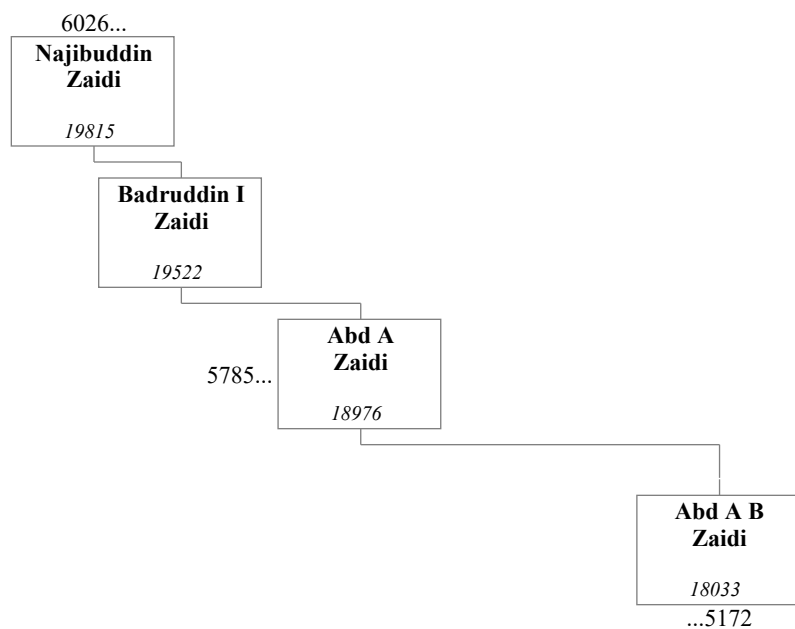 6026...
Najibuddin
Zaidi
19815
Badruddin I
Zaidi
19522
Abd A
Zaidi
5785...
18976
Abd A B
Zaidi
18033
...5172